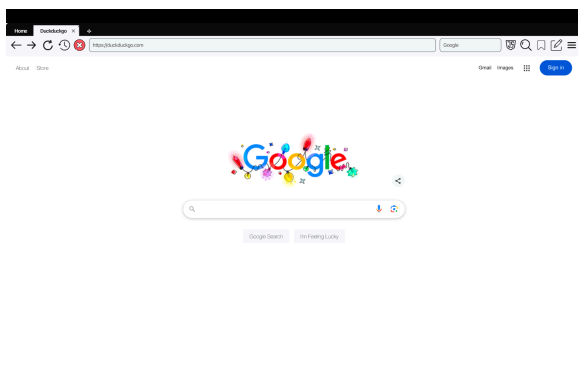 Home Duckduckgo × +
https://duckduckgo.com Google
About Store Gmail Images Sign in
Google
Google Search I'm Feeling Lucky